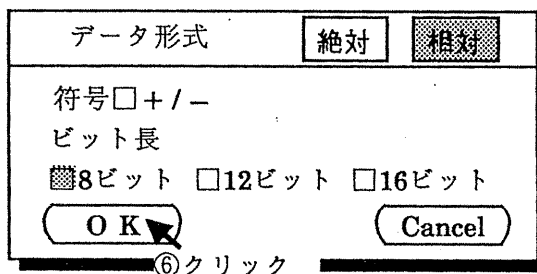 データ形式 絶対 相対
符号□+/−
ビット長
▩8ビット □12ビット □16ビット
OK Cancel
⑥クリック